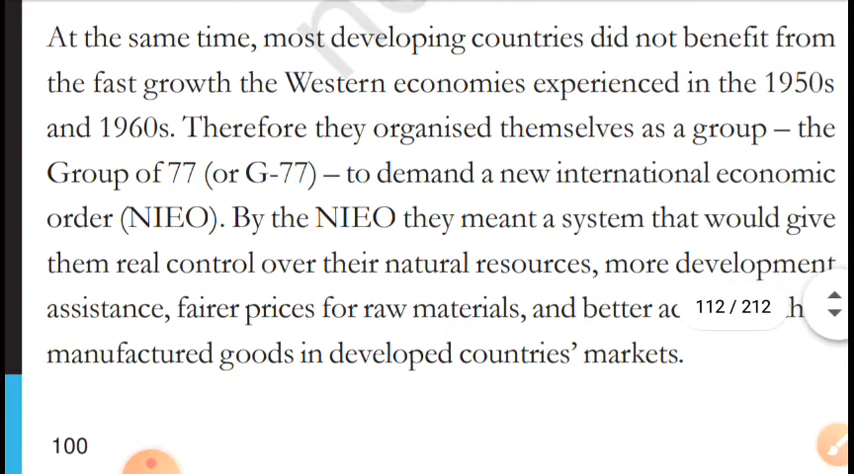 At the same time, most developing countries did not benefit from
the fast growth the Western economies experienced in the 1950s
and 1960s. Therefore they organised themselves as a group – the
Group of 77 (or G-77) – to demand a new international economic
order (NIEO). By the NIEO they meant a system that would give
them real control over their natural resources, more development
assistance, fairer prices for raw materials, and better 112 / 212
manufactured goods in developed countries’ markets.
100